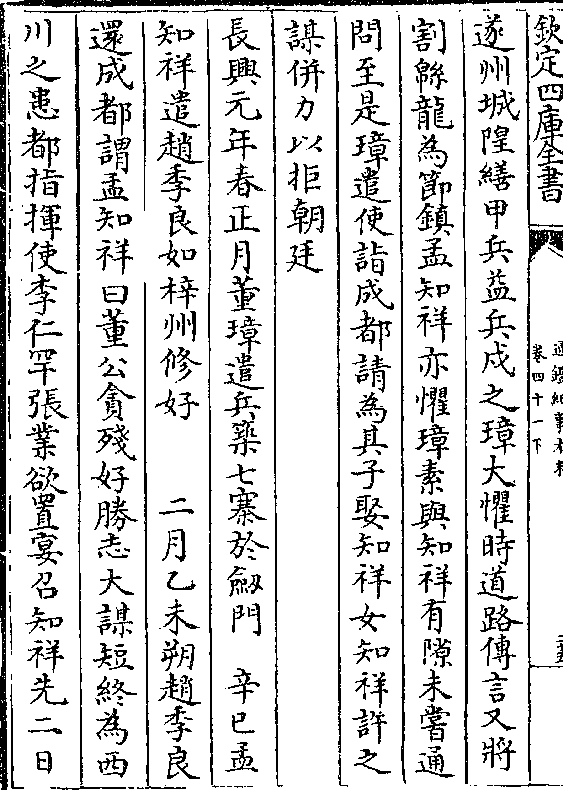 欽定四庫全書
通鑑紀事本末
卷四十一下
遂州城隍繕甲兵益兵戍之璋大懼時道路傳言又將
割緜龍為節鎮孟知祥亦懼璋素與知祥有隙未嘗通
問至是璋遣使詣成都請為其子娶知祥女知祥許之
謀併力以拒朝廷
長興元年春正月董璋遣兵築七寨於劔門　辛巳孟
知祥遣趙季良如梓州修好　二月乙未朔趙季良
還成都謂孟知祥曰董公貪殘好勝志大謀短終為西
川之患都指揮使李仁罕張業欲置宴召知祥先二日